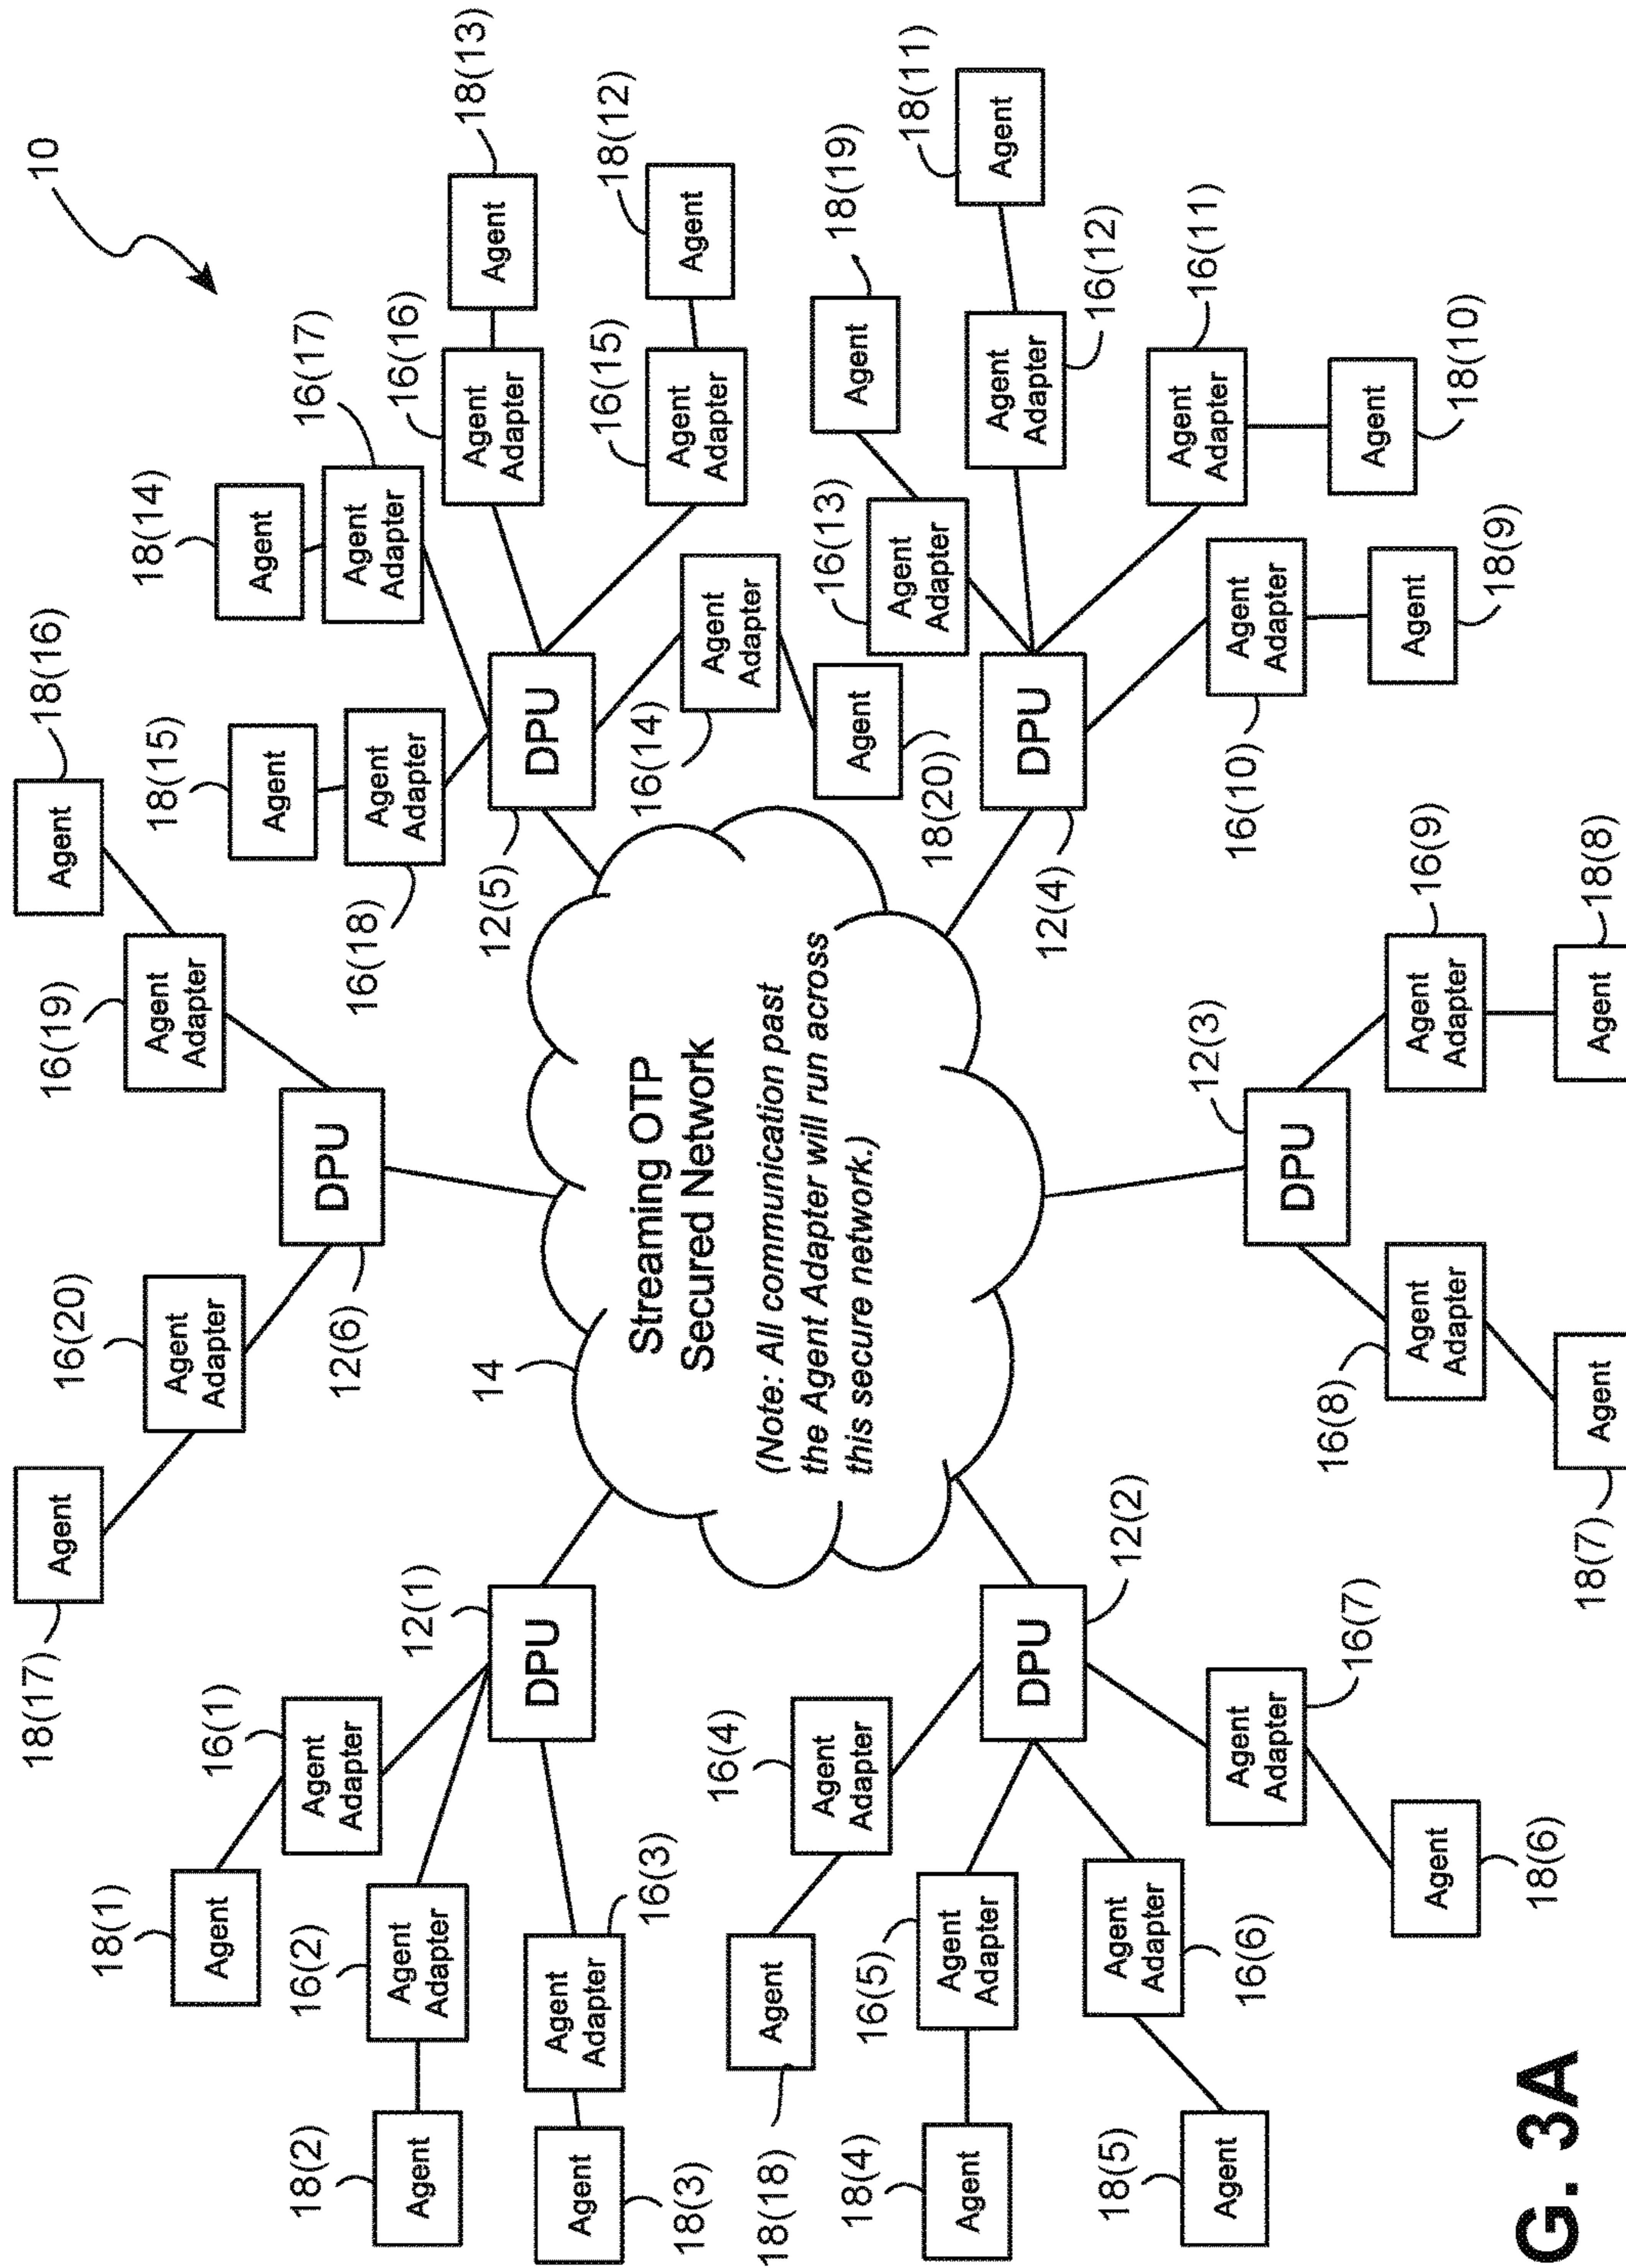 10
18(17)
Agent
16(20)
Agent
Adapter
18(16)
Agent
16(19)
Agent
Adapter
12(6)
DPU
18(1)
Agent
16(1)
Agent
Adapter
18(2)
Agent
16(2)
Agent
Adapter
18(3)
Agent
16(3)
Agent
Adapter
12(1)
DPU
18(15)
Agent
16(18)
Agent
Adapter
18(14)
Agent
16(17)
Agent
Adapter
18(13)
Agent
16(16)
Agent
Adapter
18(12)
Agent
16(15)
Agent
Adapter
16(14)
Agent
Adapter
18(20)
Agent
12(5)
DPU
14
Streaming OTP
Secured Network
(Note: All communication past
the Agent Adapter will run across
this secure network.)
18(18)
Agent
16(4)
Agent
Adapter
18(4)
Agent
16(5)
Agent
Adapter
18(5)
Agent
16(6)
Agent
Adapter
18(6)
Agent
16(7)
Agent
Adapter
12(2)
DPU
18(19)
Agent
16(13)
Agent
Adapter
18(11)
Agent
16(12)
Agent
Adapter
16(11)
Agent
Adapter
18(10)
Agent
16(10)
Agent
Adapter
18(9)
Agent
12(4)
DPU
12(3)
DPU
16(8)
Agent
Adapter
18(7)
Agent
16(9)
Agent
Adapter
18(8)
Agent
G. 3A